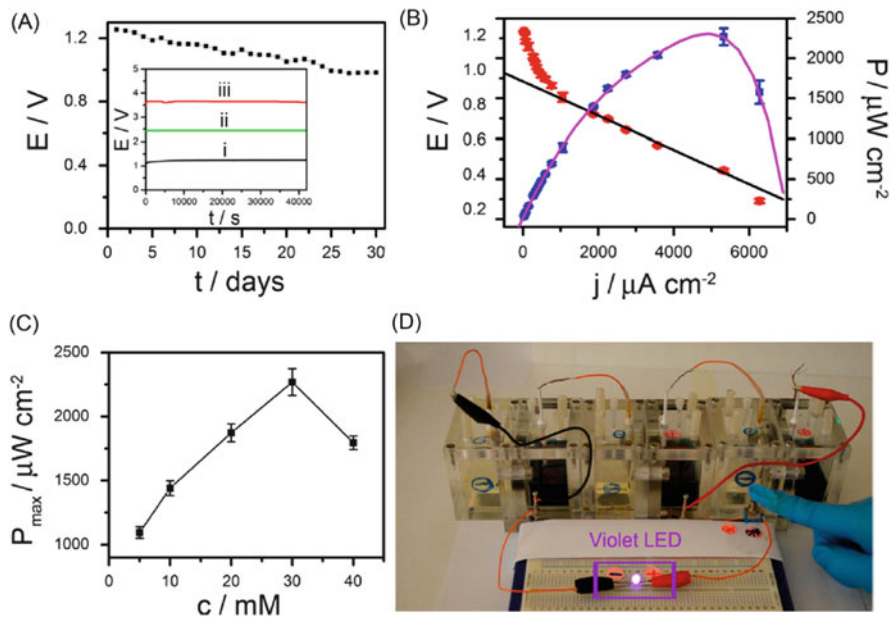 (A)
E / V
1.2
0.8
0.4
0.0
0 5 10 15 20 25 30
t / days
E / V
5
4
3
2
1
0
0 10000 20000 30000 40000
t / s
iii
ii
i
(B)
E / V
1.2
1.0
0.8
0.6
0.4
0.2
0 2000 4000 6000
j / μA cm-2
2500
2000
1500
1000
500
0
P / μW cm-2
(C)
Pmax / μW cm-2
2500
2000
1500
1000
0 10 20 30 40
c / mM
(D)
Violet LED